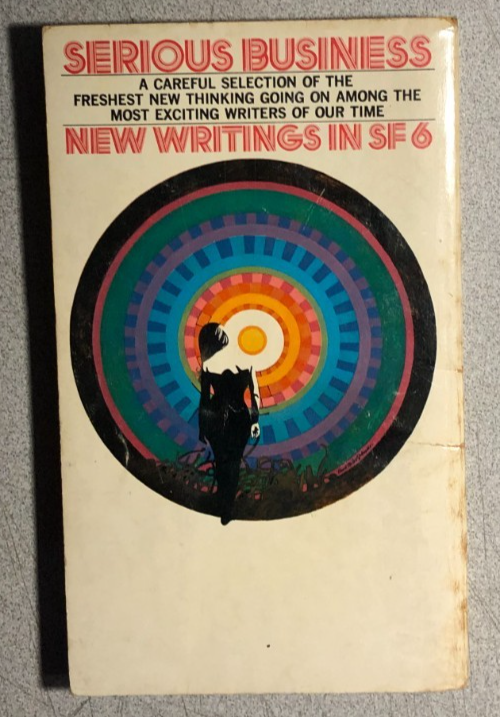 SERIOUS BUSINESS
A CAREFUL SELECTION OF THE
FRESHEST NEW THINKING GOING ON AMONG THE
MOST EXCITING WRITERS OF OUR TIME
NEW WRITINGS IN SF 6